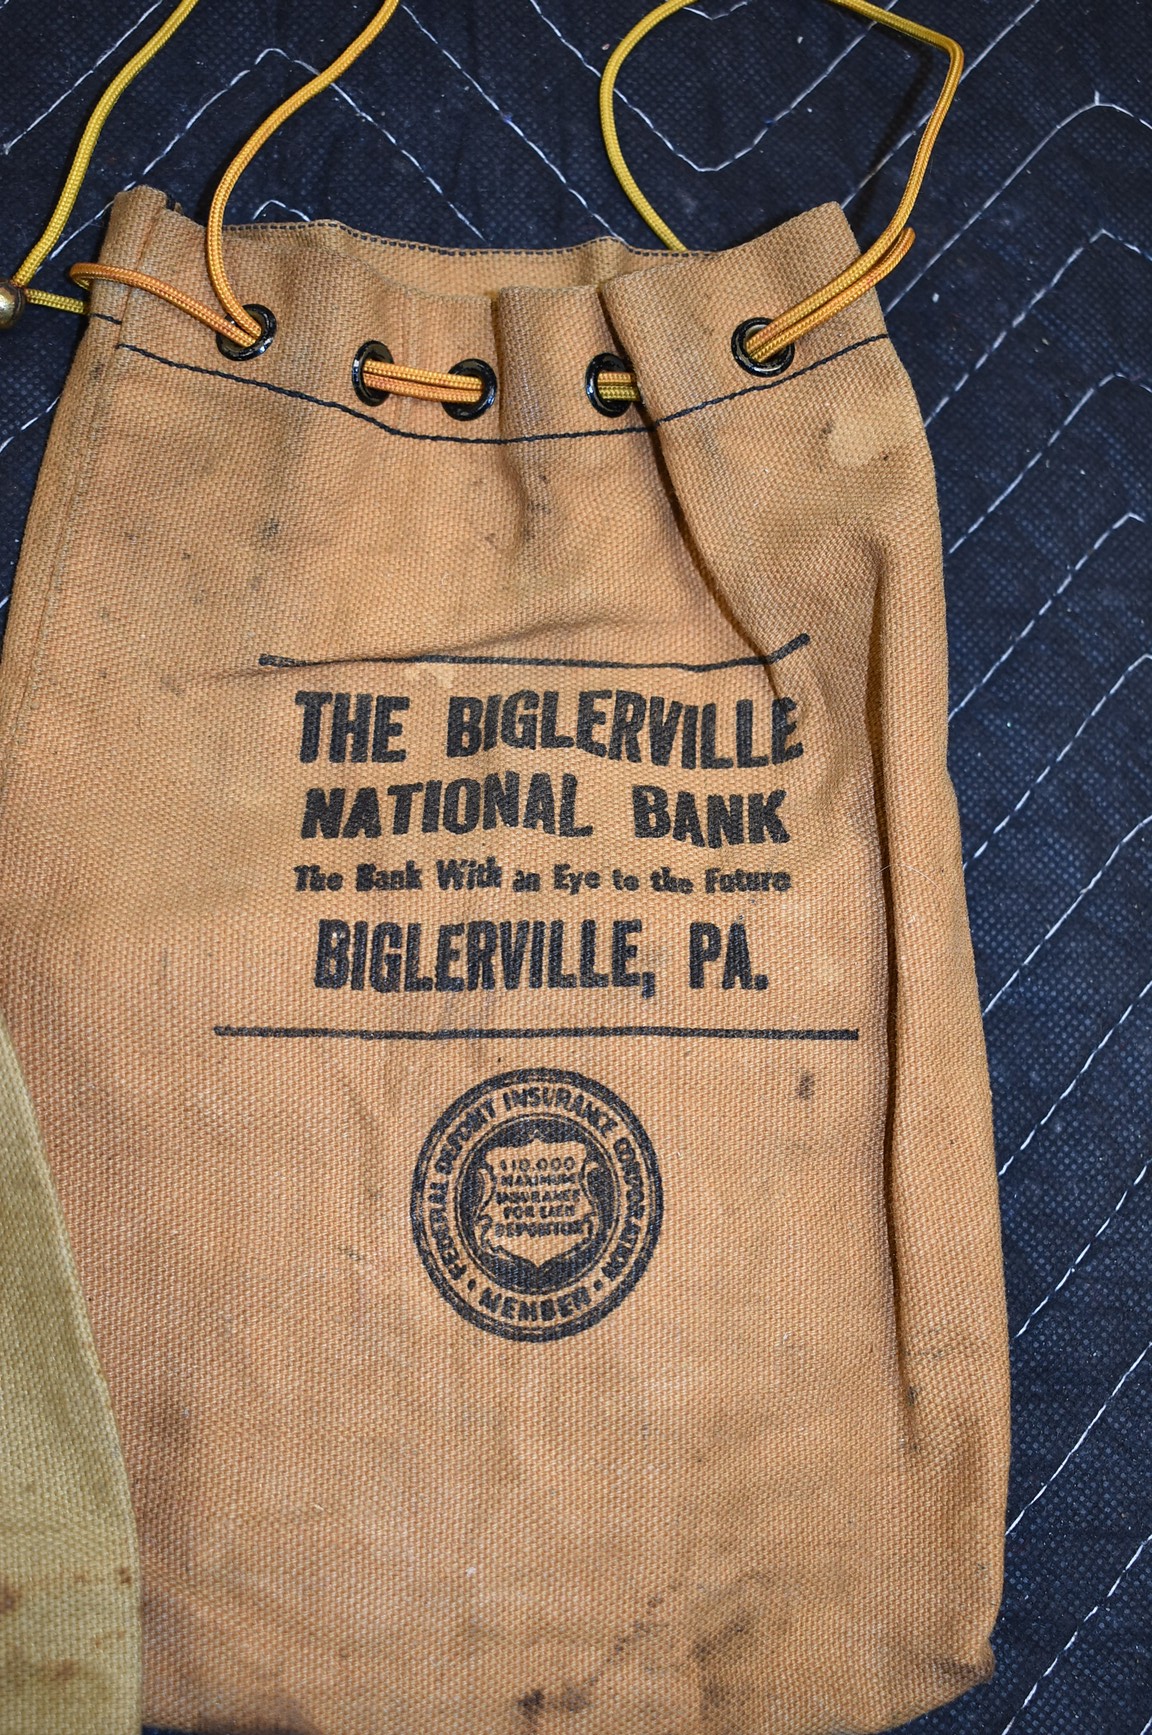 THE BIGLERVILLE
NATIONAL BANK
The Bank With an Eye to the Future
BIGLERVILLE, PA.
FEDERAL DEPOSIT INSURANCE CORPORATION
$10,000
MAXIMUM
INSURANCE
FOR EACH
DEPOSITOR
• MEMBER •